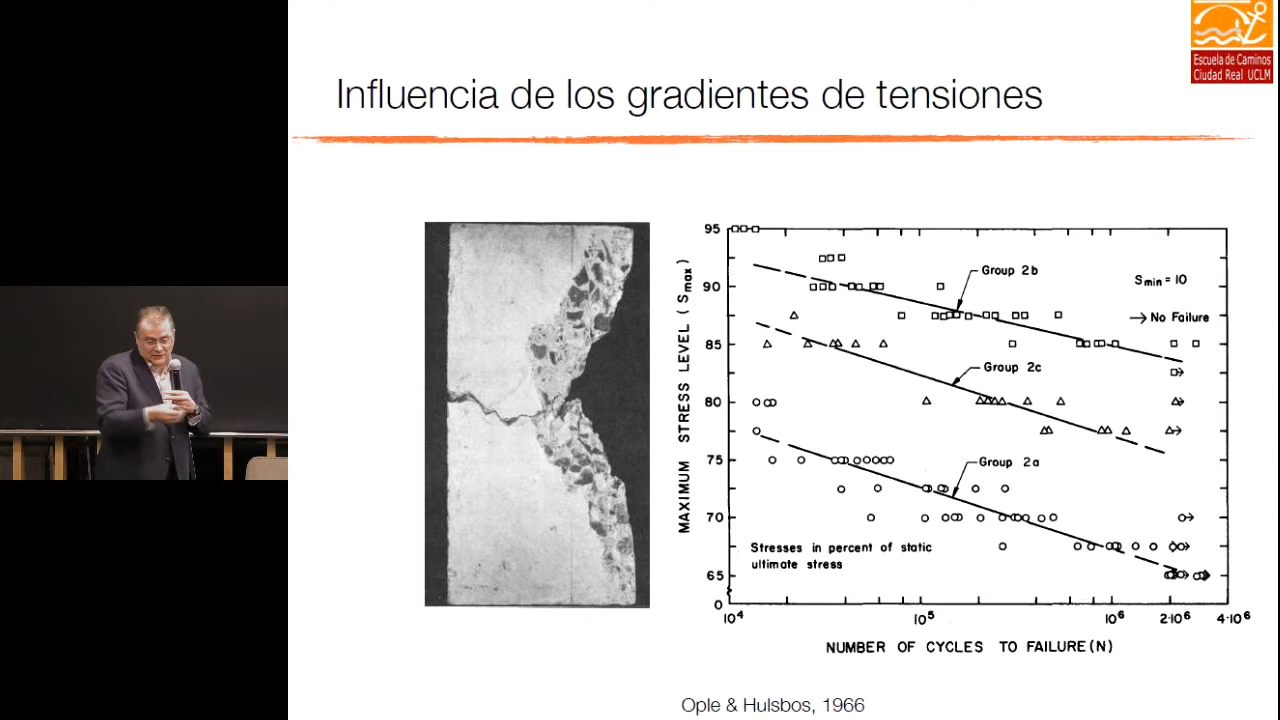 Escuela de Caminos
Ciudad Real UCLM
Influencia de los gradientes de tensiones
MAXIMUM STRESS LEVEL (Smax)
95
90
85
80
75
70
65
0
Group 2b
Smin = 10
→ No Failure
Group 2c
Group 2a
Stresses in percent of static
ultimate stress
10⁴
10⁵
10⁶
2·10⁶
4·10⁶
NUMBER OF CYCLES TO FAILURE (N)
Ople & Hulsbos, 1966